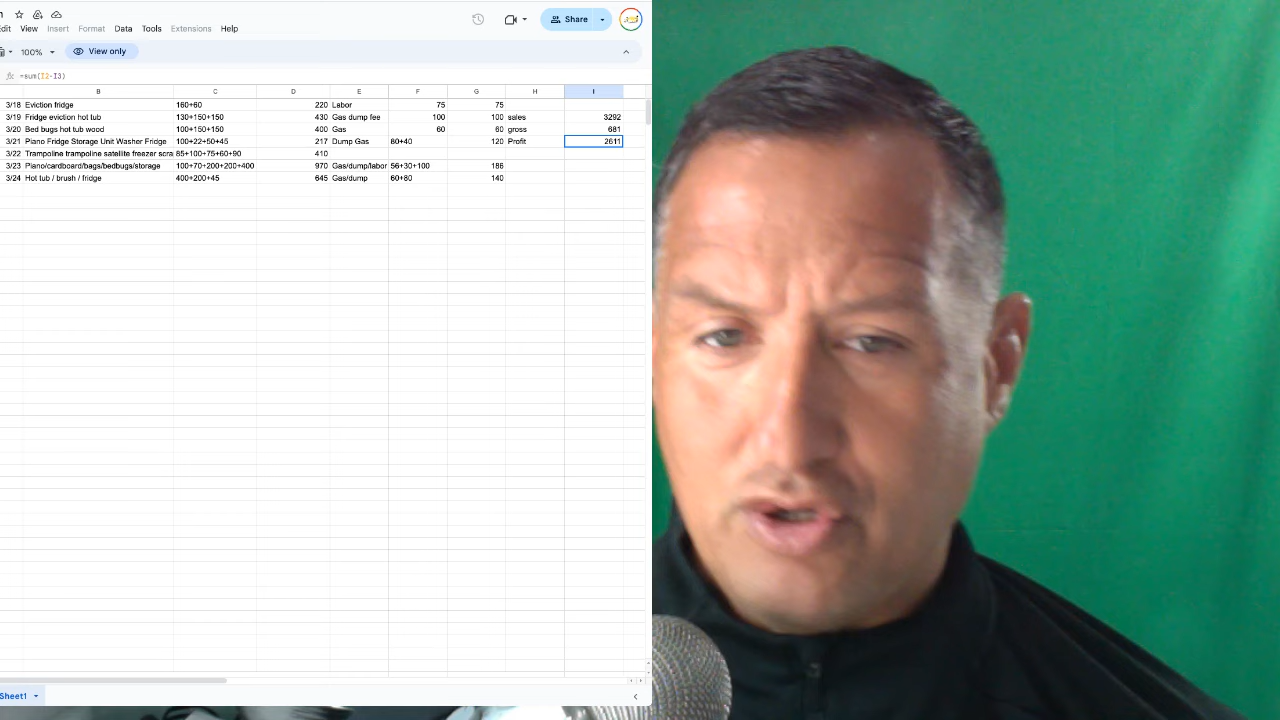 Edit View Insert Format Data Tools Extensions Help
Share
100% View only
fx =sum(I2-I3)
B C D E F G H I
3/18 Eviction fridge 160+60 220 Labor 75 75
3/19 Fridge eviction hot tub 130+150+150 430 Gas dump fee 100 100 sales 3292
3/20 Bed bugs hot tub wood 100+150+150 400 Gas 60 60 gross 681
3/21 Piano Fridge Storage Unit Washer Fridge 100+22+50+45 217 Dump Gas 80+40 120 Profit 2611
3/22 Trampoline trampoline satellite freezer scra 85+100+75+60+90 410
3/23 Piano/cardboard/bags/bedbugs/storage 100+70+200+200+400 970 Gas/dump/labor 56+30+100 186
3/24 Hot tub / brush / fridge 400+200+45 645 Gas/dump 60+80 140
Sheet1